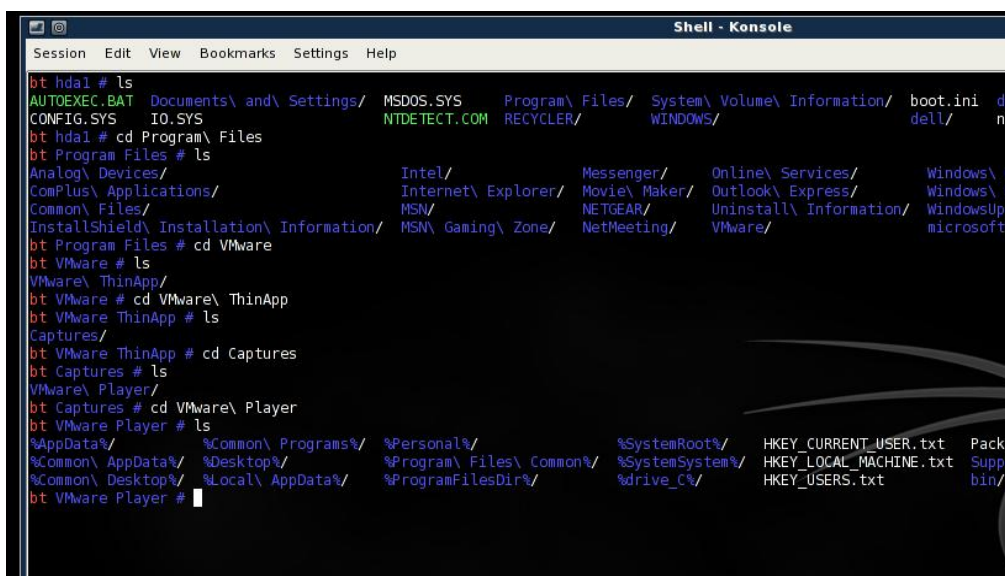 Shell - Konsole
Session Edit View Bookmarks Settings Help
bt hda1 # ls
AUTOEXEC.BAT Documents\ and\ Settings/ MSDOS.SYS Program\ Files/ System\ Volume\ Information/ boot.ini d
CONFIG.SYS IO.SYS NTDETECT.COM RECYCLER/ WINDOWS/ dell/ n
bt hda1 # cd Program\ Files
bt Program Files # ls
Analog\ Devices/ Intel/ Messenger/ Online\ Services/ Windows\
ComPlus\ Applications/ Internet\ Explorer/ Movie\ Maker/ Outlook\ Express/ Windows\
Common\ Files/ MSN/ NETGEAR/ Uninstall\ Information/ WindowsUp
InstallShield\ Installation\ Information/ MSN\ Gaming\ Zone/ NetMeeting/ VMware/ microsoft
bt Program Files # cd VMware
bt VMware # ls
VMware\ ThinApp/
bt VMware # cd VMware\ ThinApp
bt VMware ThinApp # ls
Captures/
bt VMware ThinApp # cd Captures
bt Captures # ls
VMware\ Player/
bt Captures # cd VMware\ Player
bt VMware Player # ls
%AppData%/ %Common\ Programs%/ %Personal%/ %SystemRoot%/ HKEY_CURRENT_USER.txt Pack
%Common\ AppData%/ %Desktop%/ %Program\ Files\ Common%/ %SystemSystem%/ HKEY_LOCAL_MACHINE.txt Supp
%Common\ Desktop%/ %Local\ AppData%/ %ProgramFilesDir%/ %drive_C%/ HKEY_USERS.txt bin/
bt VMware Player #